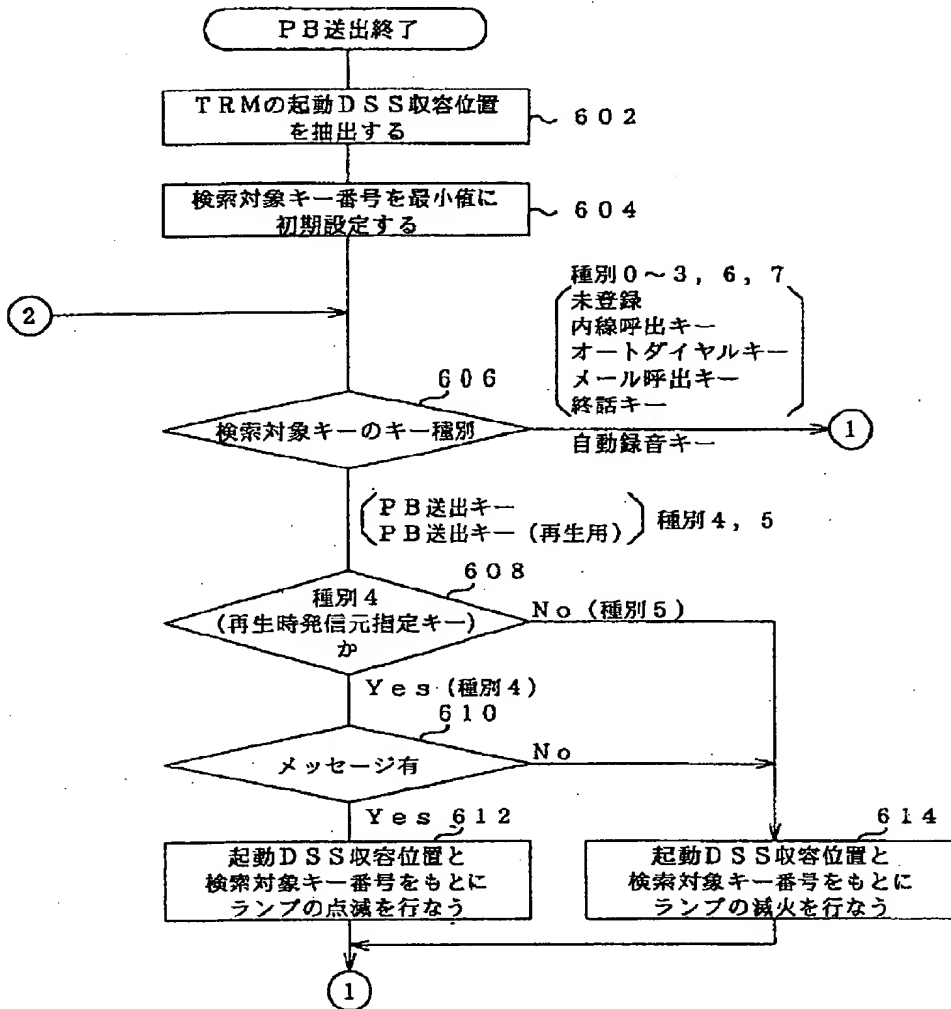 PB送出終了
TRMの起動DSS収容位置
を抽出する
602
検索対象キー番号を最小値に
初期設定する
604
2
種別0～3, 6, 7
未登録
内線呼出キー
オートダイヤルキー
メール呼出キー
終話キー
自動録音キー
606
検索対象キーのキー種別
1
PB送出キー
PB送出キー(再生用)
種別4, 5
608
種別4
(再生時発信元指定キー)
か
No(種別5)
Yes(種別4)
610
メッセージ有
No
Yes
612
起動DSS収容位置と
検索対象キー番号をもとに
ランプの点滅を行なう
614
起動DSS収容位置と
検索対象キー番号をもとに
ランプの滅火を行なう
1